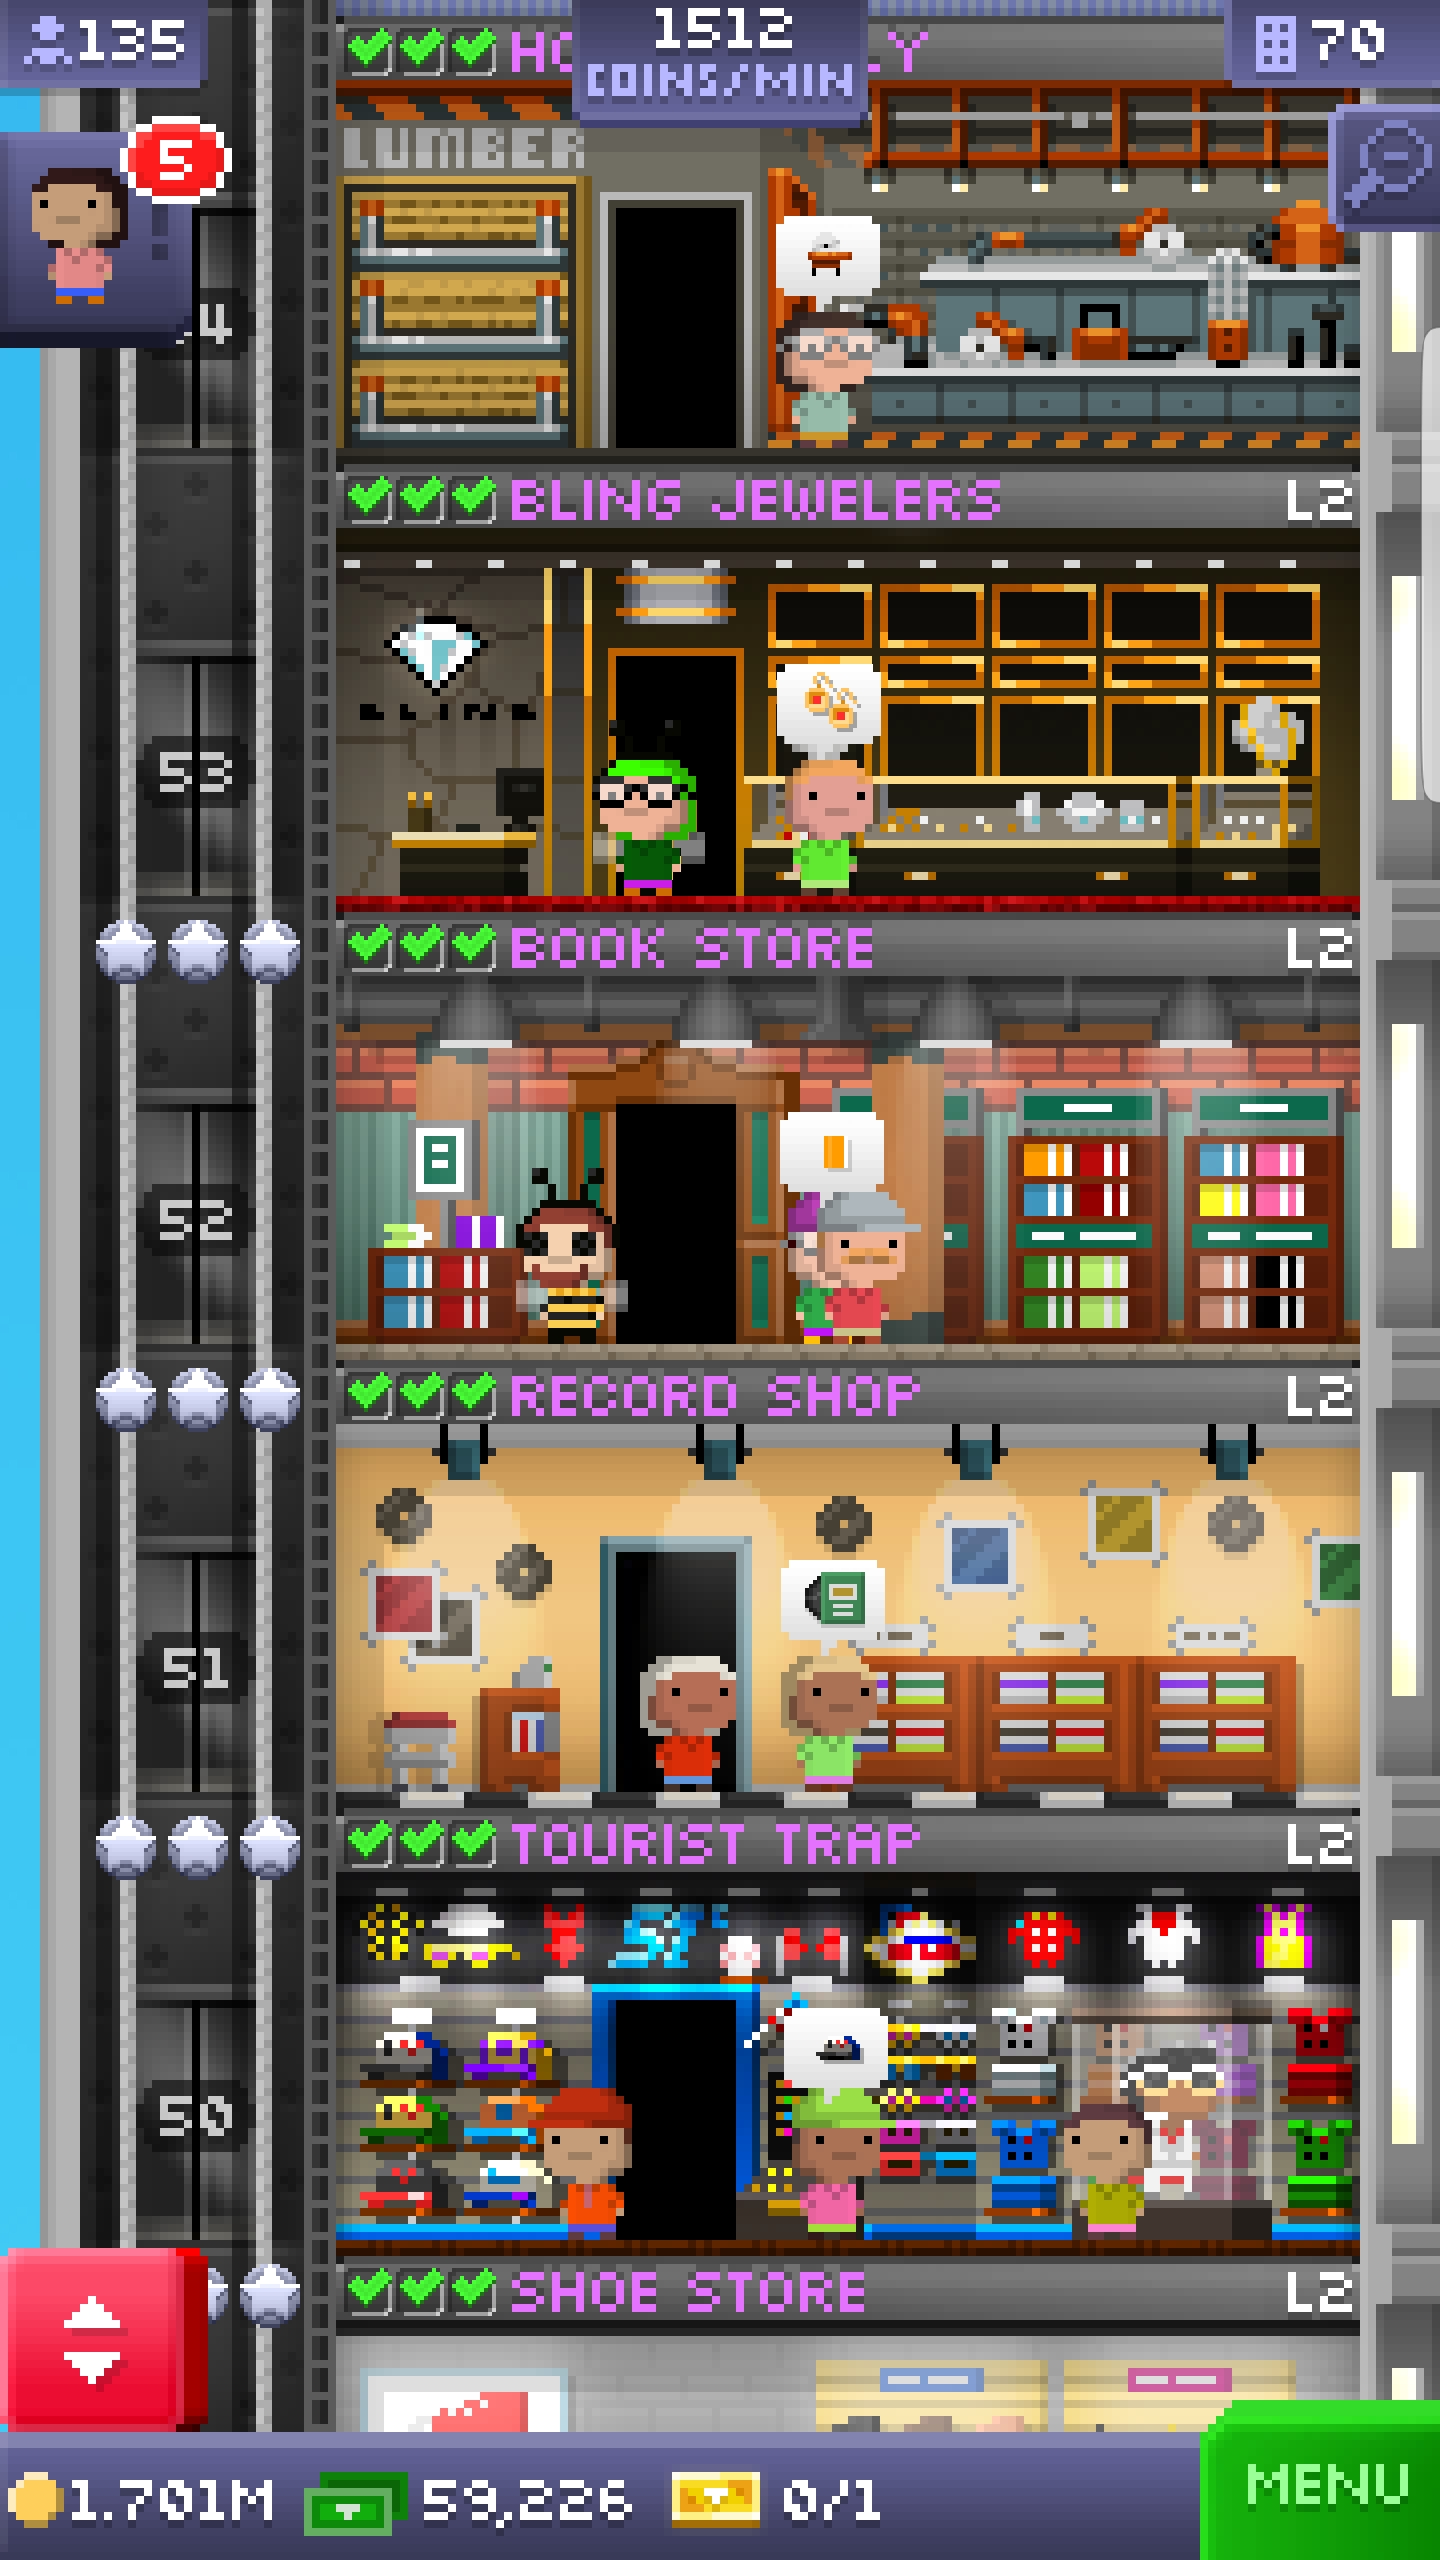 135
1512
COINS/MIN
70
5
HO
LY
LUMBER
4
BLING JEWELERS L2
BLING
53
BOOK STORE L2
52
RECORD SHOP L2
51
TOURIST TRAP L2
50
SHOE STORE L2
1.701M
59,226
0/1
MENU